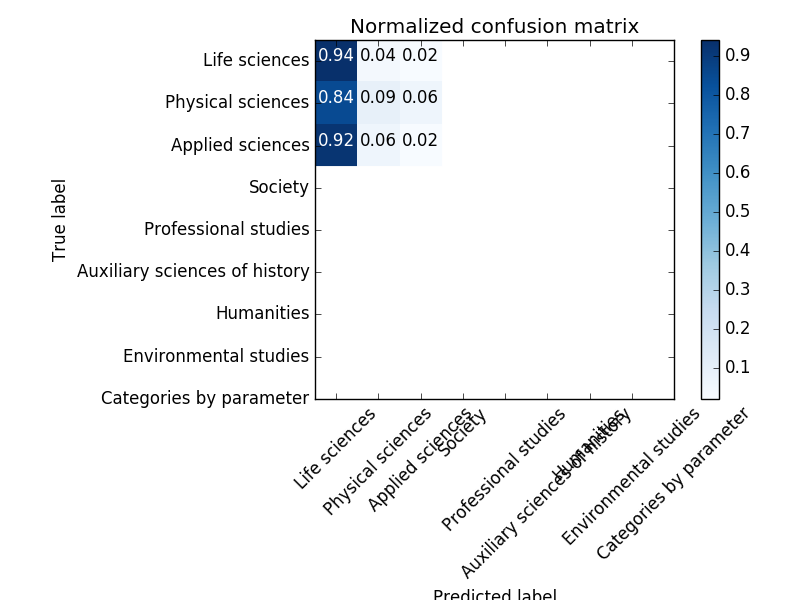 Normalized confusion matrix
Life sciences 0.94 0.04 0.02
Physical sciences 0.84 0.09 0.06
Applied sciences 0.92 0.06 0.02
Society
Professional studies
Auxiliary sciences of history
Humanities
Environmental studies
Categories by parameter
True label
Life sciences
Physical sciences
Applied sciences
Society
Professional studies
Auxiliary sciences of history
Humanities
Environmental studies
Categories by parameter
Predicted label
0.9
0.8
0.7
0.6
0.5
0.4
0.3
0.2
0.1